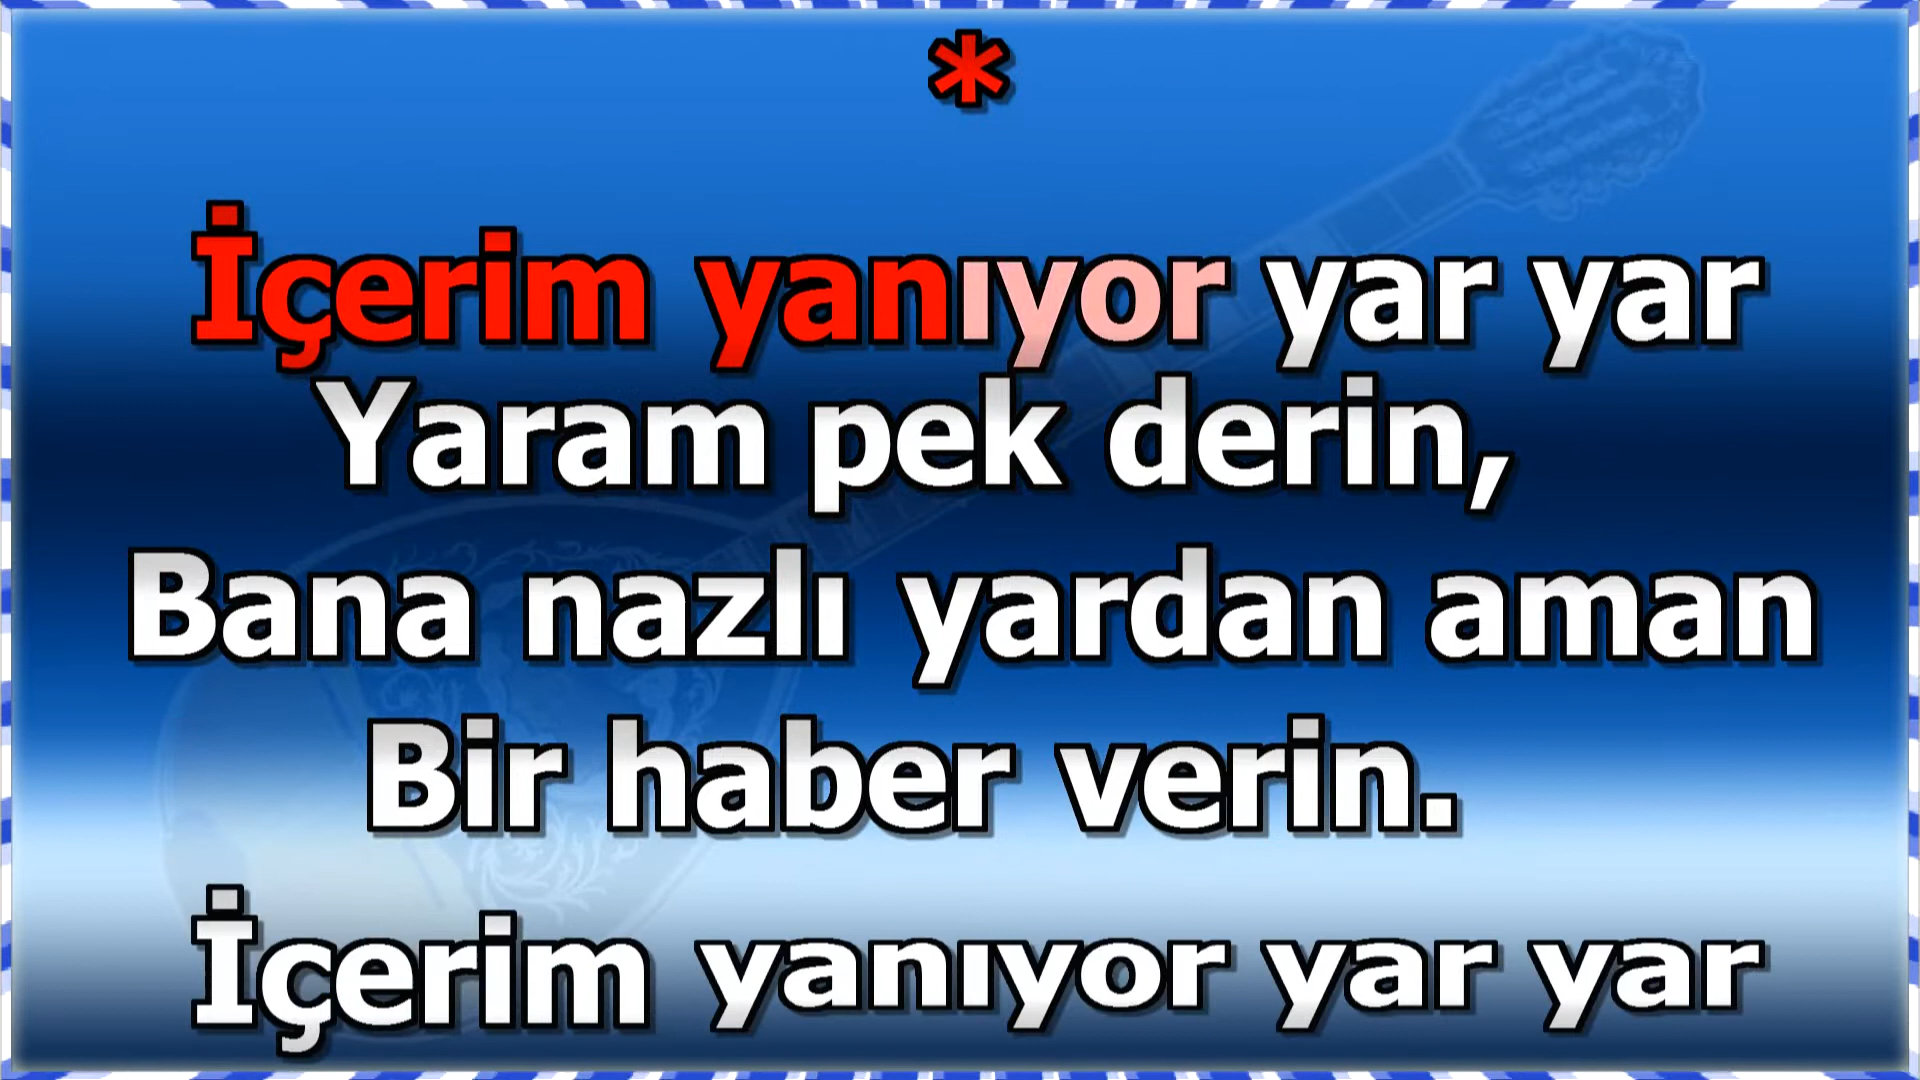 *
İçerim yanıyor yar yar
Yaram pek derin,
Bana nazlı yardan aman
Bir haber verin.
İçerim yanıyor yar yar